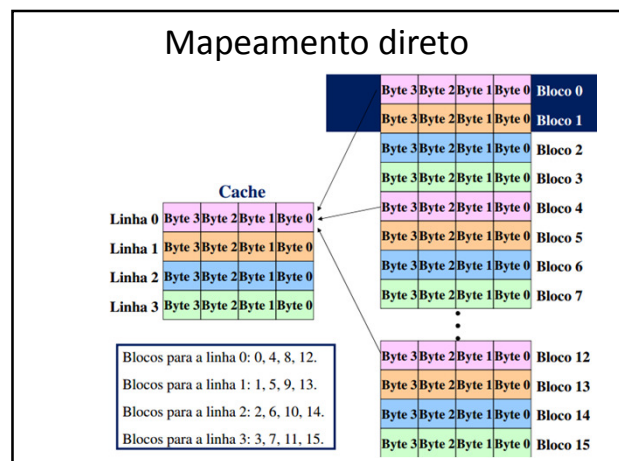 Mapeamento direto
Byte 3 Byte 2 Byte 1 Byte 0 Bloco 0
Byte 3 Byte 2 Byte 1 Byte 0 Bloco 1
Byte 3 Byte 2 Byte 1 Byte 0 Bloco 2
Byte 3 Byte 2 Byte 1 Byte 0 Bloco 3
Byte 3 Byte 2 Byte 1 Byte 0 Bloco 4
Byte 3 Byte 2 Byte 1 Byte 0 Bloco 5
Byte 3 Byte 2 Byte 1 Byte 0 Bloco 6
Byte 3 Byte 2 Byte 1 Byte 0 Bloco 7
Byte 3 Byte 2 Byte 1 Byte 0 Bloco 12
Byte 3 Byte 2 Byte 1 Byte 0 Bloco 13
Byte 3 Byte 2 Byte 1 Byte 0 Bloco 14
Byte 3 Byte 2 Byte 1 Byte 0 Bloco 15
Cache
Linha 0 Byte 3 Byte 2 Byte 1 Byte 0
Linha 1 Byte 3 Byte 2 Byte 1 Byte 0
Linha 2 Byte 3 Byte 2 Byte 1 Byte 0
Linha 3 Byte 3 Byte 2 Byte 1 Byte 0
Blocos para a linha 0: 0, 4, 8, 12.
Blocos para a linha 1: 1, 5, 9, 13.
Blocos para a linha 2: 2, 6, 10, 14.
Blocos para a linha 3: 3, 7, 11, 15.